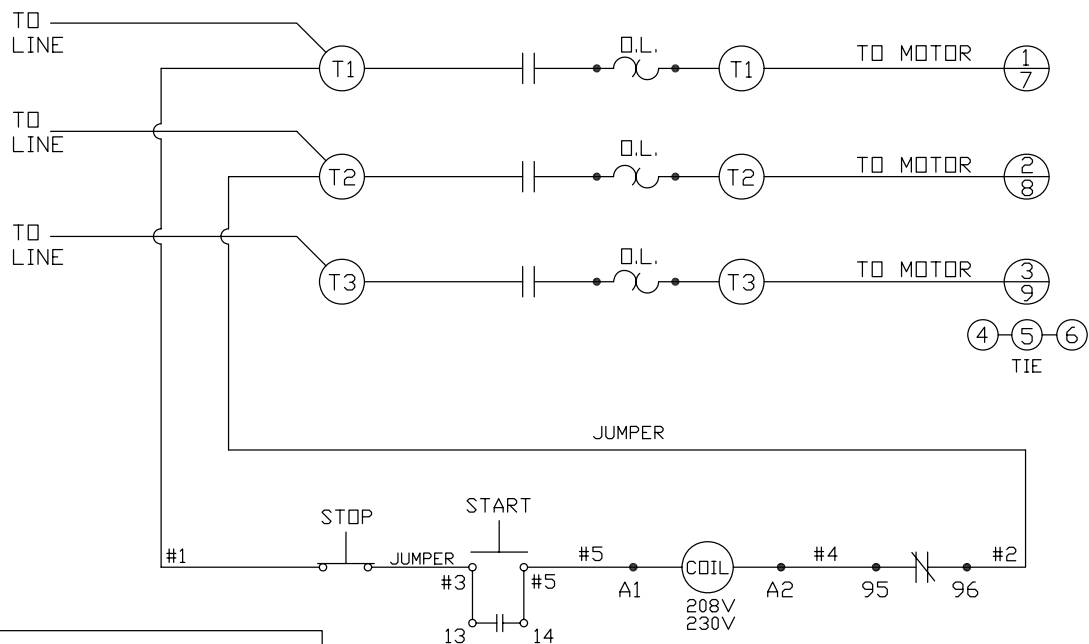 TO
LINE
O.L.
T1
T1
TO MOTOR
1
7
TO
LINE
O.L.
T2
T2
TO MOTOR
2
8
TO
LINE
O.L.
T3
T3
TO MOTOR
3
9
4
5
6
TIE
JUMPER
START
STOP
#1
JUMPER
#3
#5
#5
A1
COIL
208V
230V
A2
#4
95
96
#2
13
14